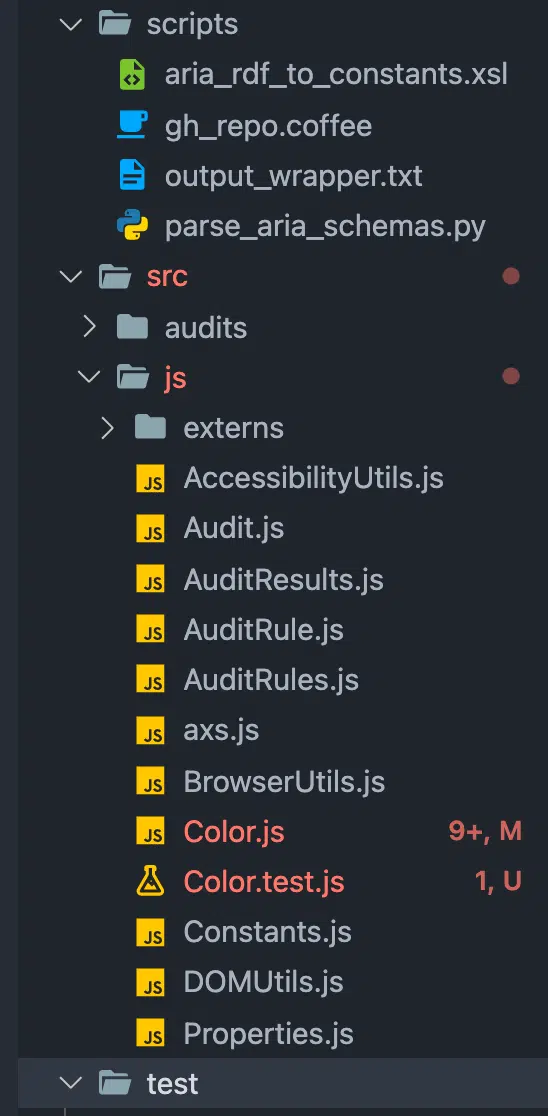 scripts
aria_rdf_to_constants.xsl
gh_repo.coffee
output_wrapper.txt
parse_aria_schemas.py
src
audits
js
externs
JS AccessibilityUtils.js
JS Audit.js
JS AuditResults.js
JS AuditRule.js
JS AuditRules.js
JS axs.js
JS BrowserUtils.js
JS Color.js 9+, M
Color.test.js 1, U
JS Constants.js
JS DOMUtils.js
JS Properties.js
test